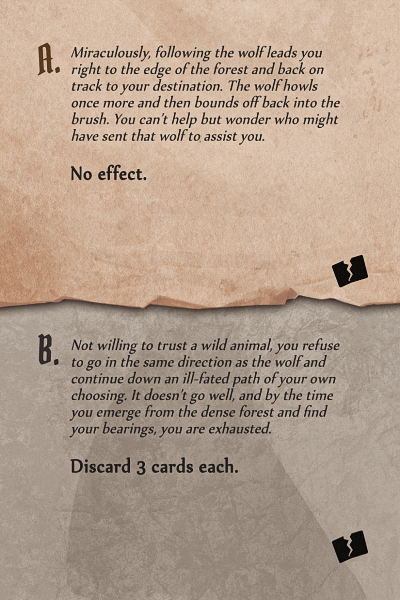 A.
Miraculously, following the wolf leads you
right to the edge of the forest and back on
track to your destination. The wolf howls
once more and then bounds off back into the
brush. You can't help but wonder who might
have sent that wolf to assist you.
No effect.
B.
Not willing to trust a wild animal, you refuse
to go in the same direction as the wolf and
continue down an ill-fated path of your own
choosing. It doesn't go well, and by the time
you emerge from the dense forest and find
your bearings, you are exhausted.
Discard 3 cards each.